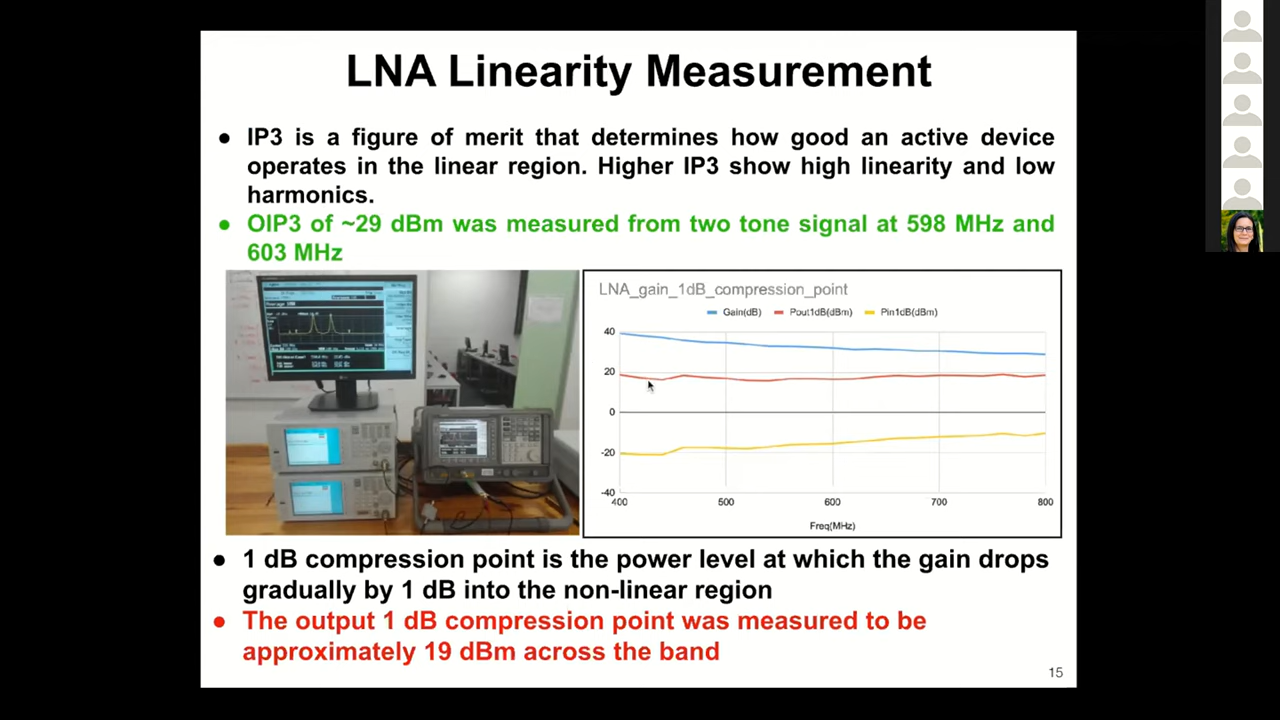 LNA Linearity Measurement
● IP3 is a figure of merit that determines how good an active device
operates in the linear region. Higher IP3 show high linearity and low
harmonics.
● OIP3 of ~29 dBm was measured from two tone signal at 598 MHz and
603 MHz
LNA_gain_1dB_compression_point
Gain(dB) Pout1dB(dBm) Pin1dB(dBm)
40
20
0
-20
-40
400 500 600 700 800
Freq(MHz)
● 1 dB compression point is the power level at which the gain drops
gradually by 1 dB into the non-linear region
● The output 1 dB compression point was measured to be
approximately 19 dBm across the band
15